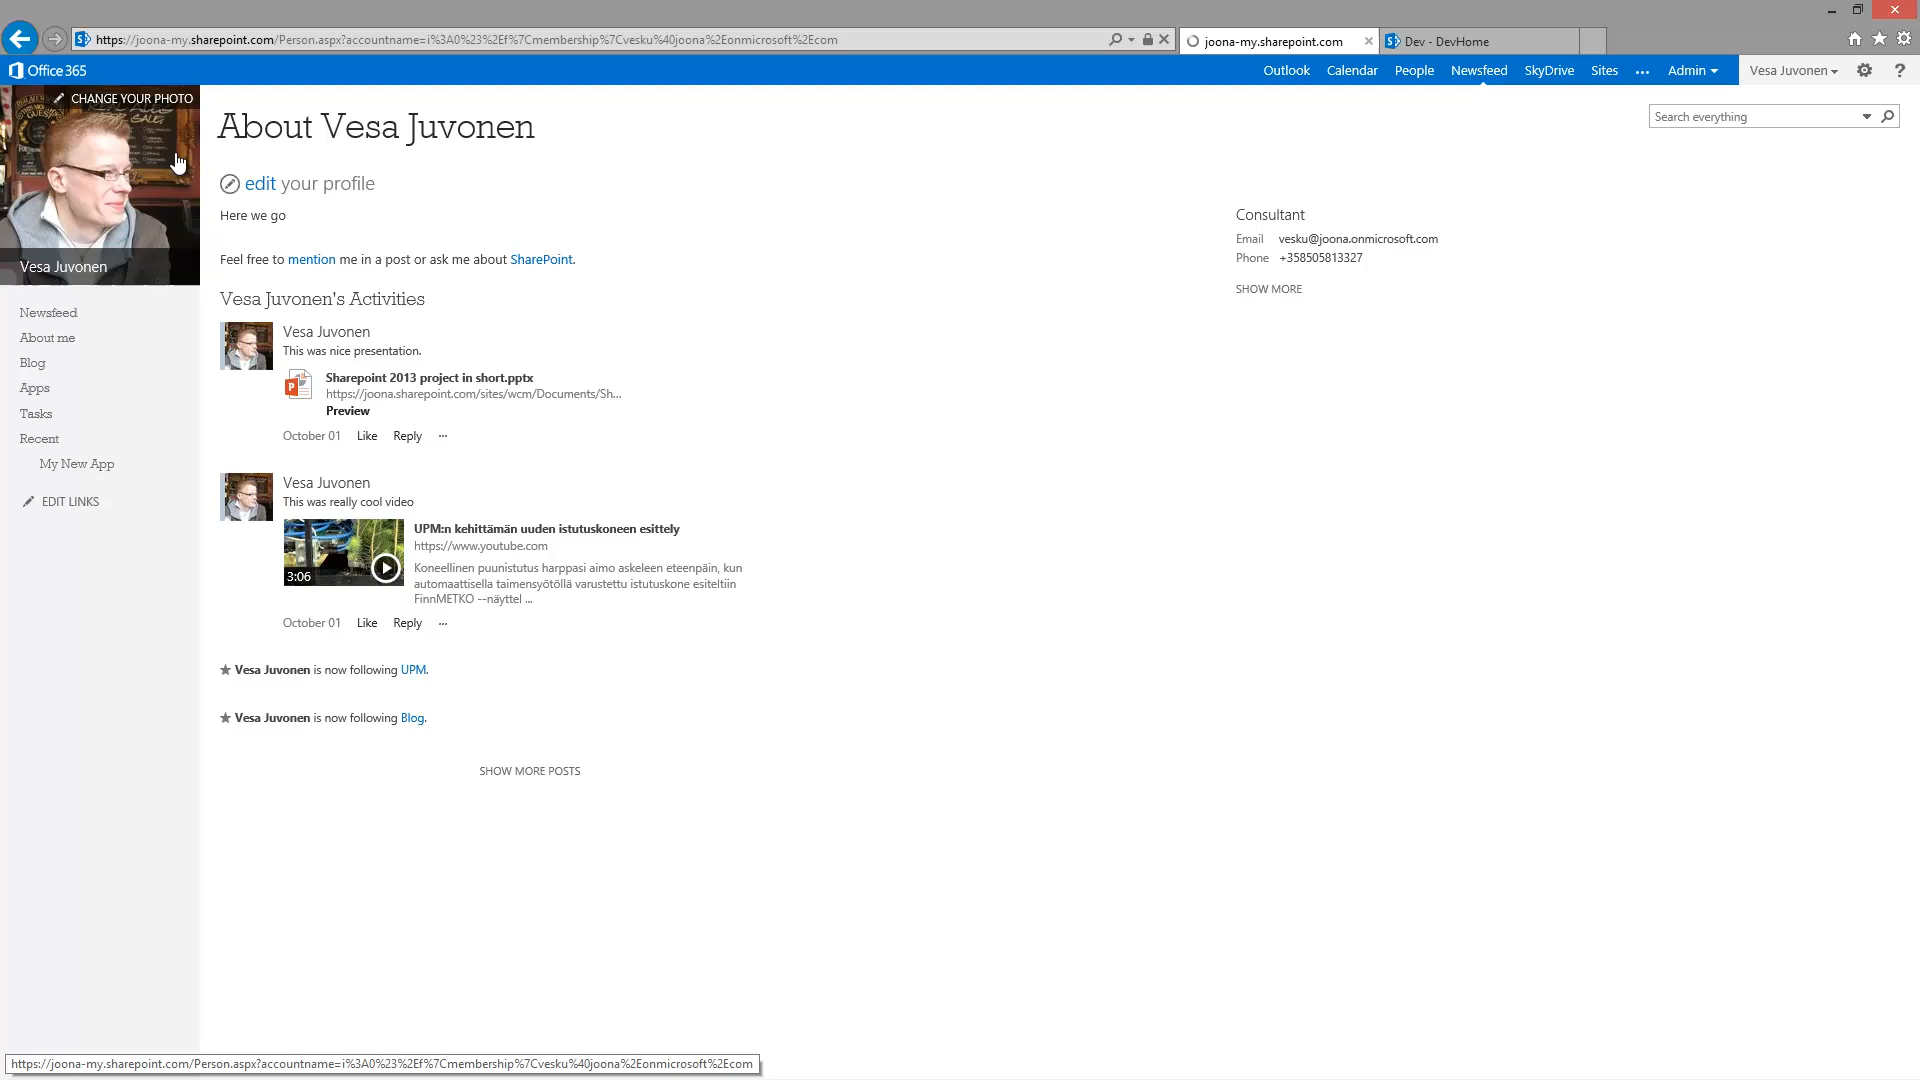 https://joona-my.sharepoint.com/Person.aspx?accountname=i%3A0%23%2Ef%7Cmembership%7Cvesku%40joona%2Eonmicrosoft%2Ecom
joona-my.sharepoint.com
Dev - DevHome
Office 365
Outlook Calendar People Newsfeed SkyDrive Sites ... Admin Vesa Juvonen ?
CHANGE YOUR PHOTO
Vesa Juvonen
Newsfeed
About me
Blog
Apps
Tasks
Recent
My New App
EDIT LINKS
About Vesa Juvonen
Search everything
edit your profile
Here we go
Feel free to mention me in a post or ask me about SharePoint.
Vesa Juvonen's Activities
Vesa Juvonen
This was nice presentation.
Sharepoint 2013 project in short.pptx
https://joona.sharepoint.com/sites/wcm/Documents/Sh...
Preview
October 01 Like Reply ...
Vesa Juvonen
This was really cool video
3:06
UPM:n kehittämän uuden istutuskoneen esittely
https://www.youtube.com
Koneellinen puunistutus harppasi aimo askeleen eteenpäin, kun
automaattisella taimensyötöllä varustettu istutuskone esiteltiin
FinnMETKO --näyttel ...
October 01 Like Reply ...
Vesa Juvonen is now following UPM.
Vesa Juvonen is now following Blog.
SHOW MORE POSTS
Consultant
Email vesku@joona.onmicrosoft.com
Phone +358505813327
SHOW MORE
https://joona-my.sharepoint.com/Person.aspx?accountname=i%3A0%23%2Ef%7Cmembership%7Cvesku%40joona%2Eonmicrosoft%2Ecom